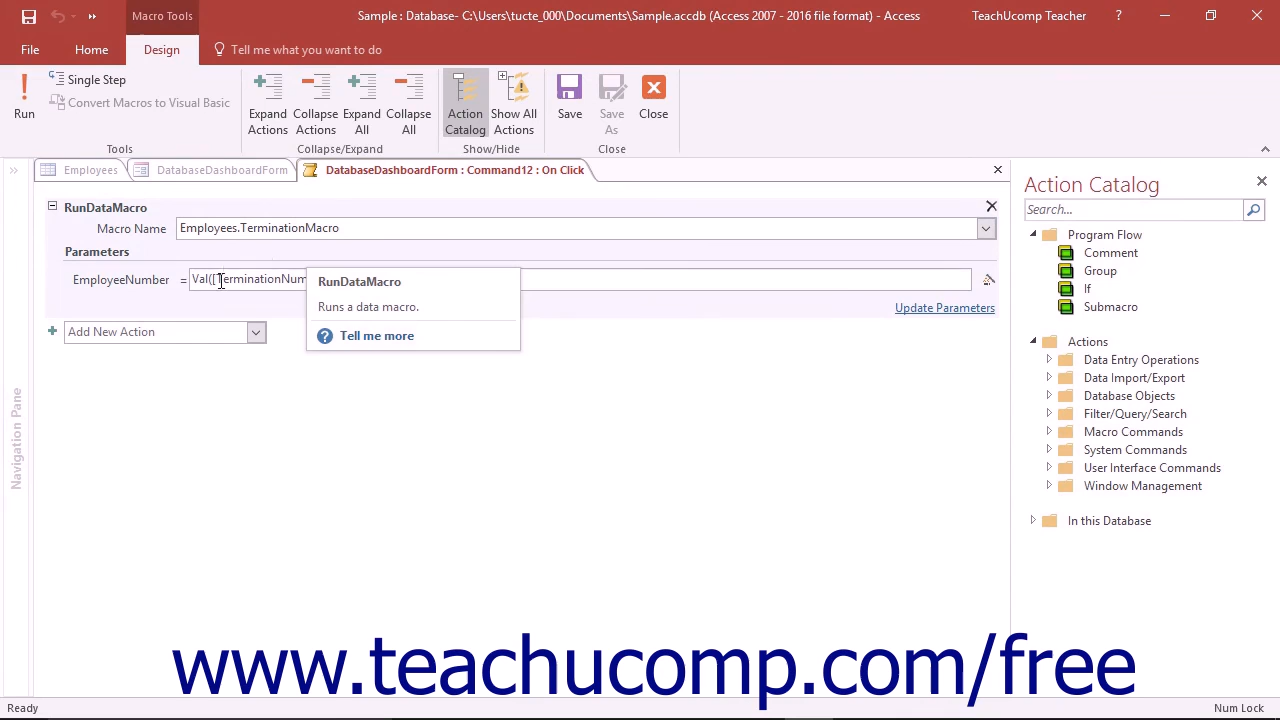 Macro Tools
Sample : Database- C:\Users\tucte_000\Documents\Sample.accdb (Access 2007 - 2016 file format) - Access
TeachUcomp Teacher
?
File
Home
Design
Tell me what you want to do
Run
Single Step
Convert Macros to Visual Basic
Tools
Expand
Actions
Collapse
Actions
Expand
All
Collapse
All
Collapse/Expand
Action
Catalog
Show All
Actions
Show/Hide
Save
Save
As
Close
Close
Employees
DatabaseDashboardForm
DatabaseDashboardForm : Command12 : On Click
Navigation Pane
RunDataMacro
Macro Name
Employees.TerminationMacro
Parameters
EmployeeNumber
=
Val([TerminationNum
RunDataMacro
Runs a data macro.
Tell me more
Update Parameters
Add New Action
Action Catalog
Search...
Program Flow
Comment
Group
If
Submacro
Actions
Data Entry Operations
Data Import/Export
Database Objects
Filter/Query/Search
Macro Commands
System Commands
User Interface Commands
Window Management
In this Database
www.teachucomp.com/free
Ready
Num Lock